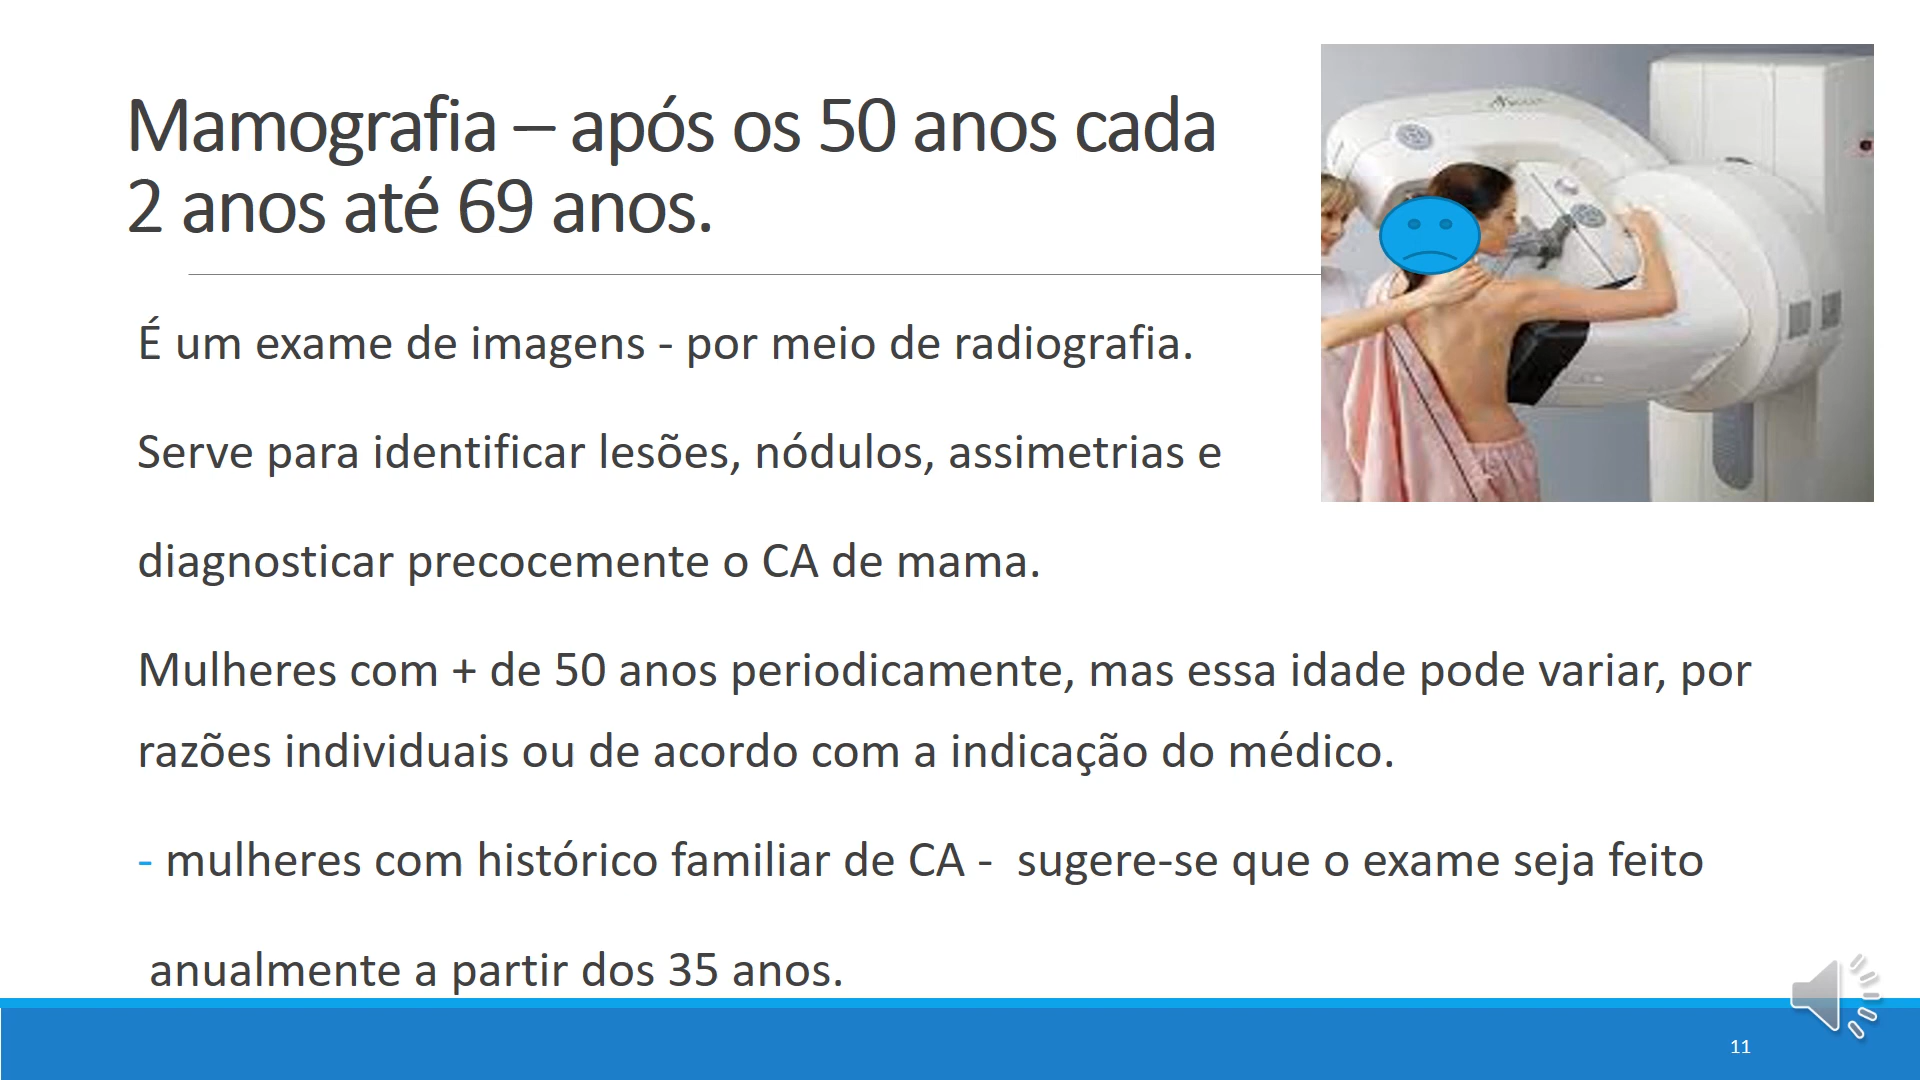 Mamografia – após os 50 anos cada
2 anos até 69 anos.
É um exame de imagens - por meio de radiografia.
Serve para identificar lesões, nódulos, assimetrias e
diagnosticar precocemente o CA de mama.
Mulheres com + de 50 anos periodicamente, mas essa idade pode variar, por
razões individuais ou de acordo com a indicação do médico.
- mulheres com histórico familiar de CA - sugere-se que o exame seja feito
anualmente a partir dos 35 anos.
11